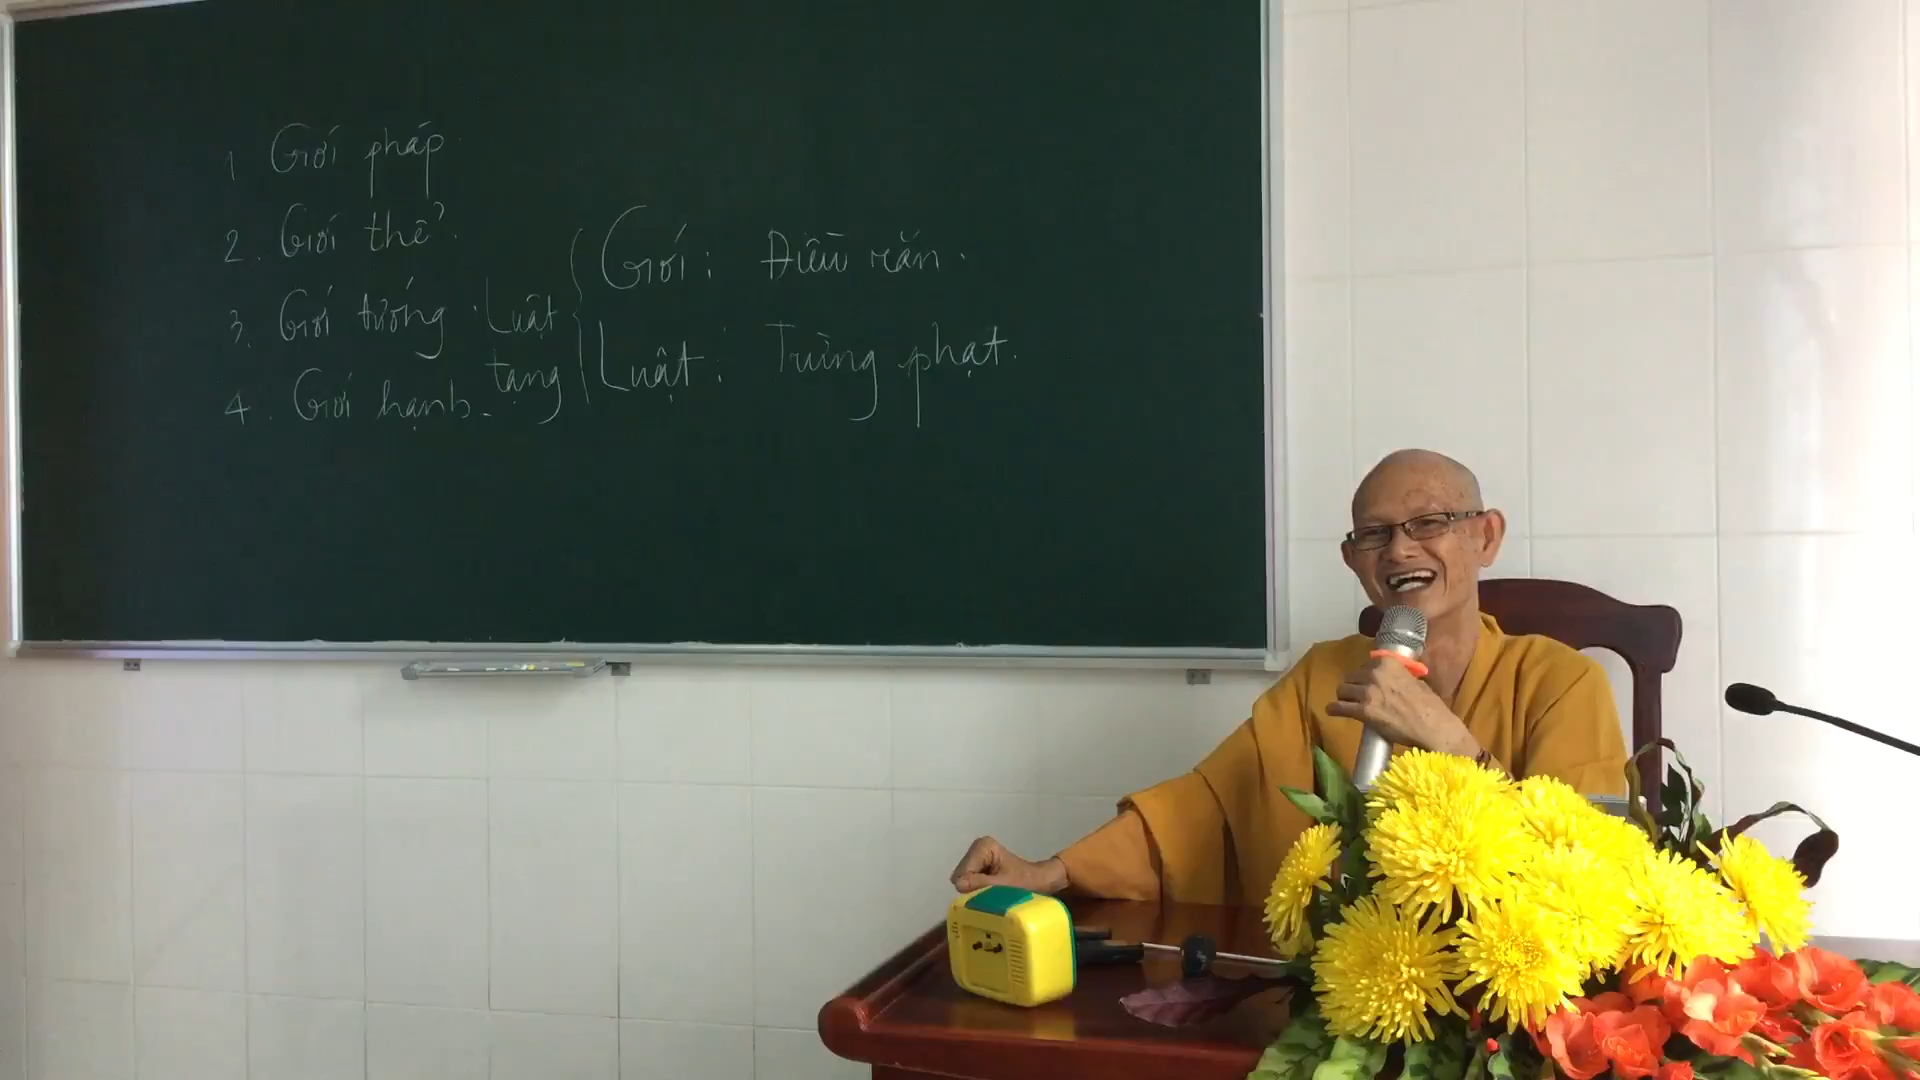 1 Giới pháp.
2. Giới thể.
3. Giới tướng.
4. Giới hạnh.
Luật tạng
Giới: Điều răn.
Luật: Trừng phạt.